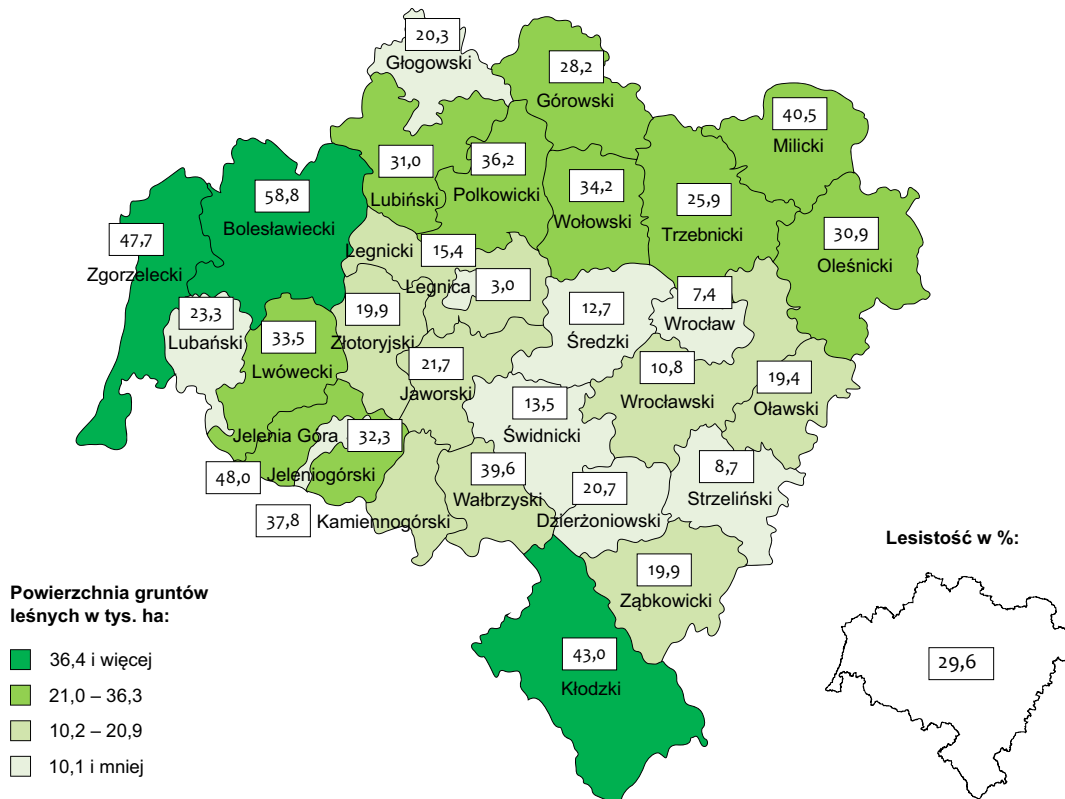 20,3
Głogowski
28,2
Górowski
40,5
Milicki
31,0
Lubiński
36,2
Polkowicki
34,2
Wołowski
25,9
Trzebnicki
30,9
Oleśnicki
58,8
Bolesławiecki
47,7
Zgorzelecki
Legnicki
15,4
Legnica
3,0
23,3
Lubański
33,5
Lwówecki
19,9
Złotoryjski
21,7
Jaworski
12,7
Średzki
7,4
Wrocław
10,8
Wrocławski
19,4
Oławski
13,5
Świdnicki
Jelenia Góra
32,3
48,0
Jeleniogórski
37,8
Kamiennogórski
39,6
Wałbrzyski
20,7
Dzierżoniowski
8,7
Strzeliński
19,9
Ząbkowicki
43,0
Kłodzki
Lesistość w %:
29,6
Powierzchnia gruntów
leśnych w tys. ha:
36,4 i więcej
21,0 – 36,3
10,2 – 20,9
10,1 i mniej